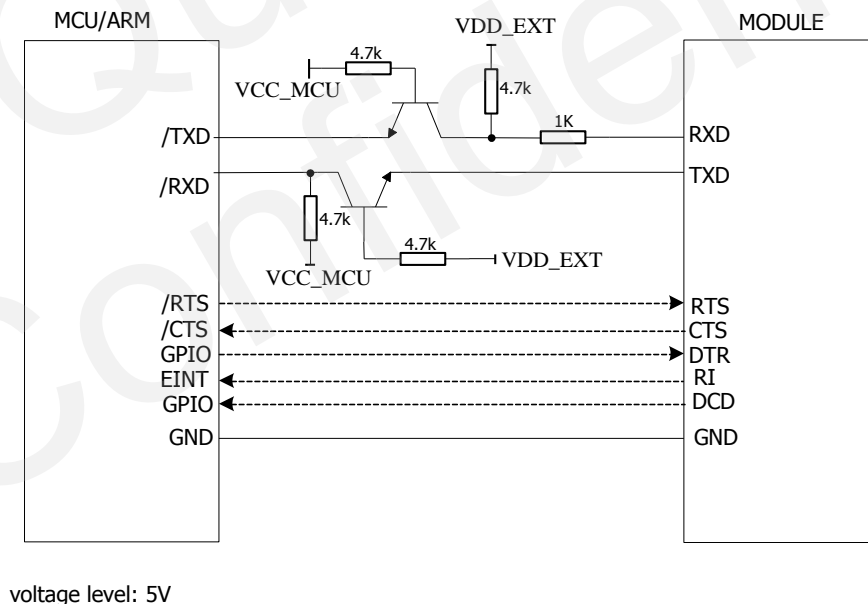 MCU/ARM
MODULE
VDD_EXT
4.7k
VCC_MCU
4.7k
1K
/TXD
RXD
/RXD
TXD
4.7k
4.7k
VDD_EXT
VCC_MCU
/RTS
RTS
/CTS
CTS
GPIO
DTR
EINT
RI
GPIO
DCD
GND
GND
voltage level: 5V